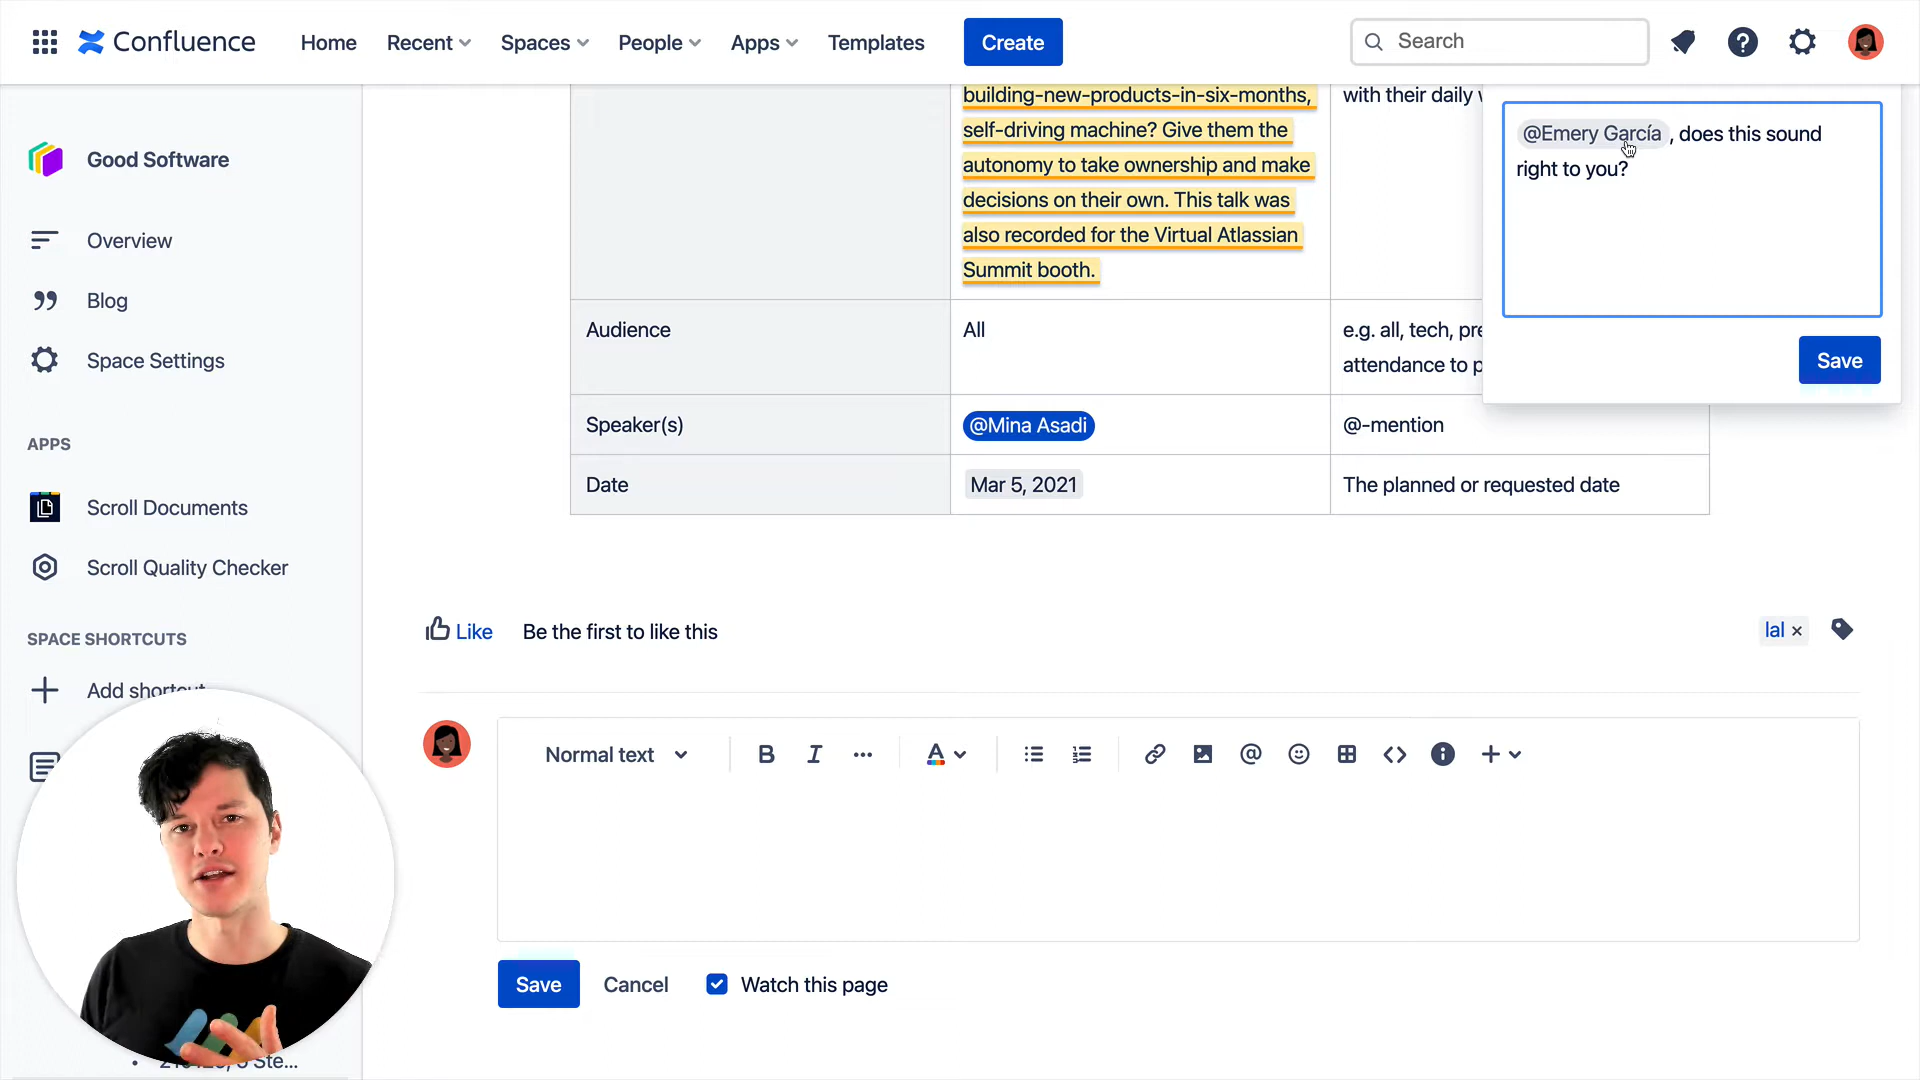 Confluence
Home
Recent
Spaces
People
Apps
Templates
Create
Search
Good Software
Overview
Blog
Space Settings
APPS
Scroll Documents
Scroll Quality Checker
SPACE SHORTCUTS
Add shortcut
building-new-products-in-six-months,
self-driving machine? Give them the
autonomy to take ownership and make
decisions on their own. This talk was
also recorded for the Virtual Atlassian
Summit booth.
with their daily
@Emery García, does this sound
right to you?
Save
Audience
All
e.g. all, tech, pre
attendance to p
Speaker(s)
@Mina Asadi
@-mention
Date
Mar 5, 2021
The planned or requested date
Like
Be the first to like this
lal ×
Normal text
Save
Cancel
Watch this page